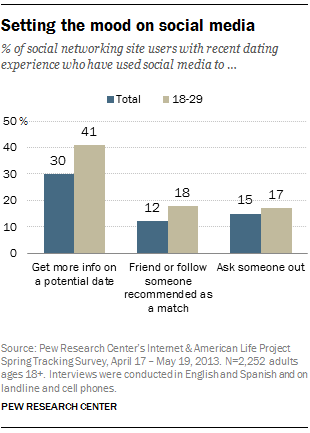 Setting the mood on social media
% of social networking site users with recent dating
experience who have used social media to ...
Total 18-29
50 %
40
30
20
10
0
30
41
12
18
15
17
Get more info on
a potential date
Friend or follow
someone
recommended as
a match
Ask someone out
Source: Pew Research Center's Internet & American Life Project
Spring Tracking Survey, April 17 – May 19, 2013. N=2,252 adults
ages 18+. Interviews were conducted in English and Spanish and on
landline and cell phones.
PEW RESEARCH CENTER